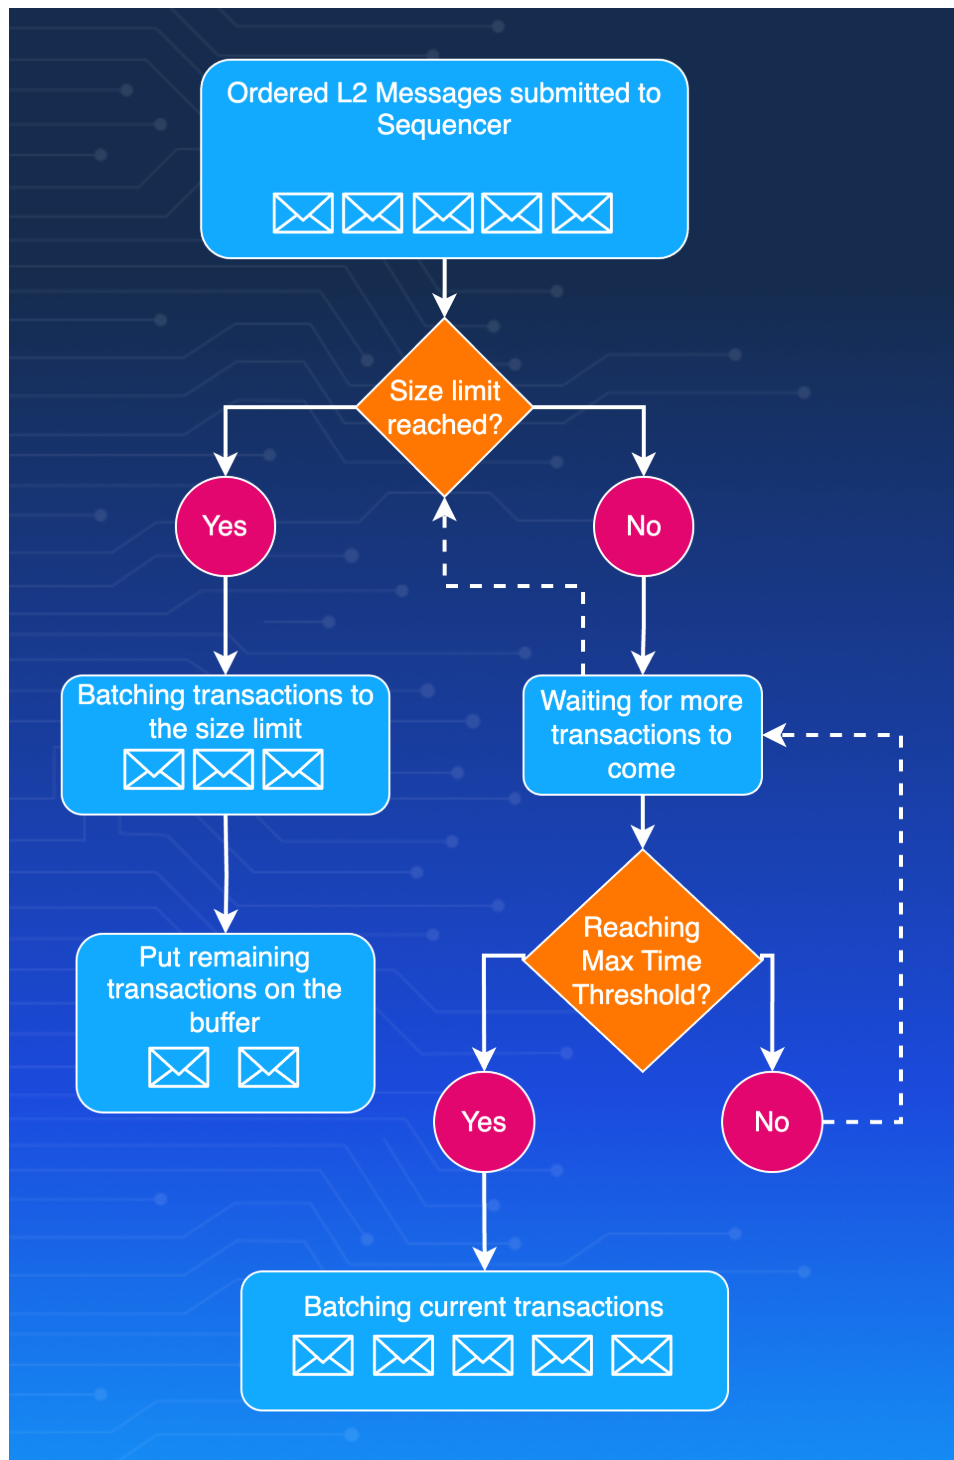 Ordered L2 Messages submitted to
Sequencer
Size limit
reached?
Yes
No
Batching transactions to
the size limit
Waiting for more
transactions to
come
Put remaining
transactions on the
buffer
Reaching
Max Time
Threshold?
Yes
No
Batching current transactions